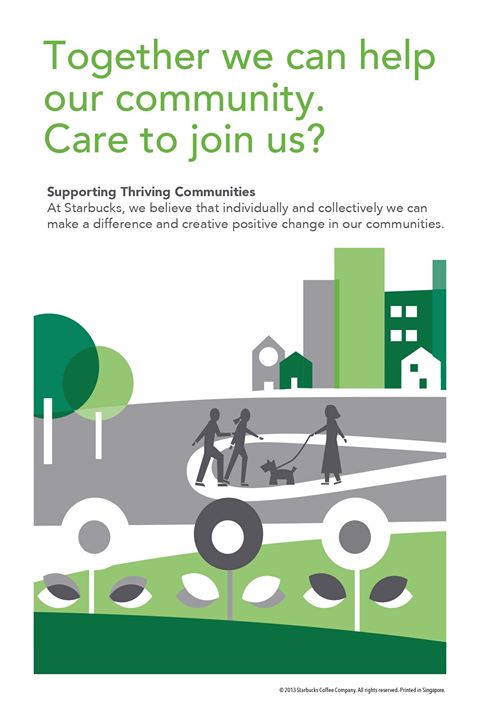 Together we can help
our community.
Care to join us?
Supporting Thriving Communities
At Starbucks, we believe that individually and collectively we can
make a difference and creative positive change in our communities.
© 2013 Starbucks Coffee Company. All rights reserved. Printed in Singapore.